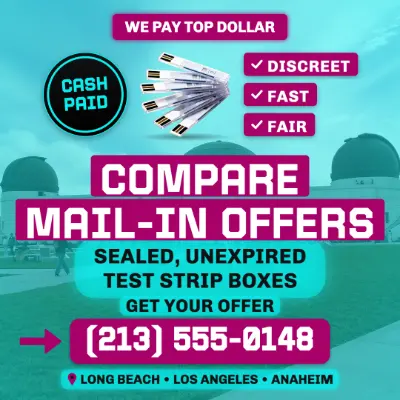 WE PAY TOP DOLLAR
CASH
PAID
DISCREET
FAST
FAIR
COMPARE
MAIL-IN OFFERS
SEALED, UNEXPIRED
TEST STRIP BOXES
GET YOUR OFFER
(213) 555-0148
LONG BEACH • LOS ANGELES • ANAHEIM